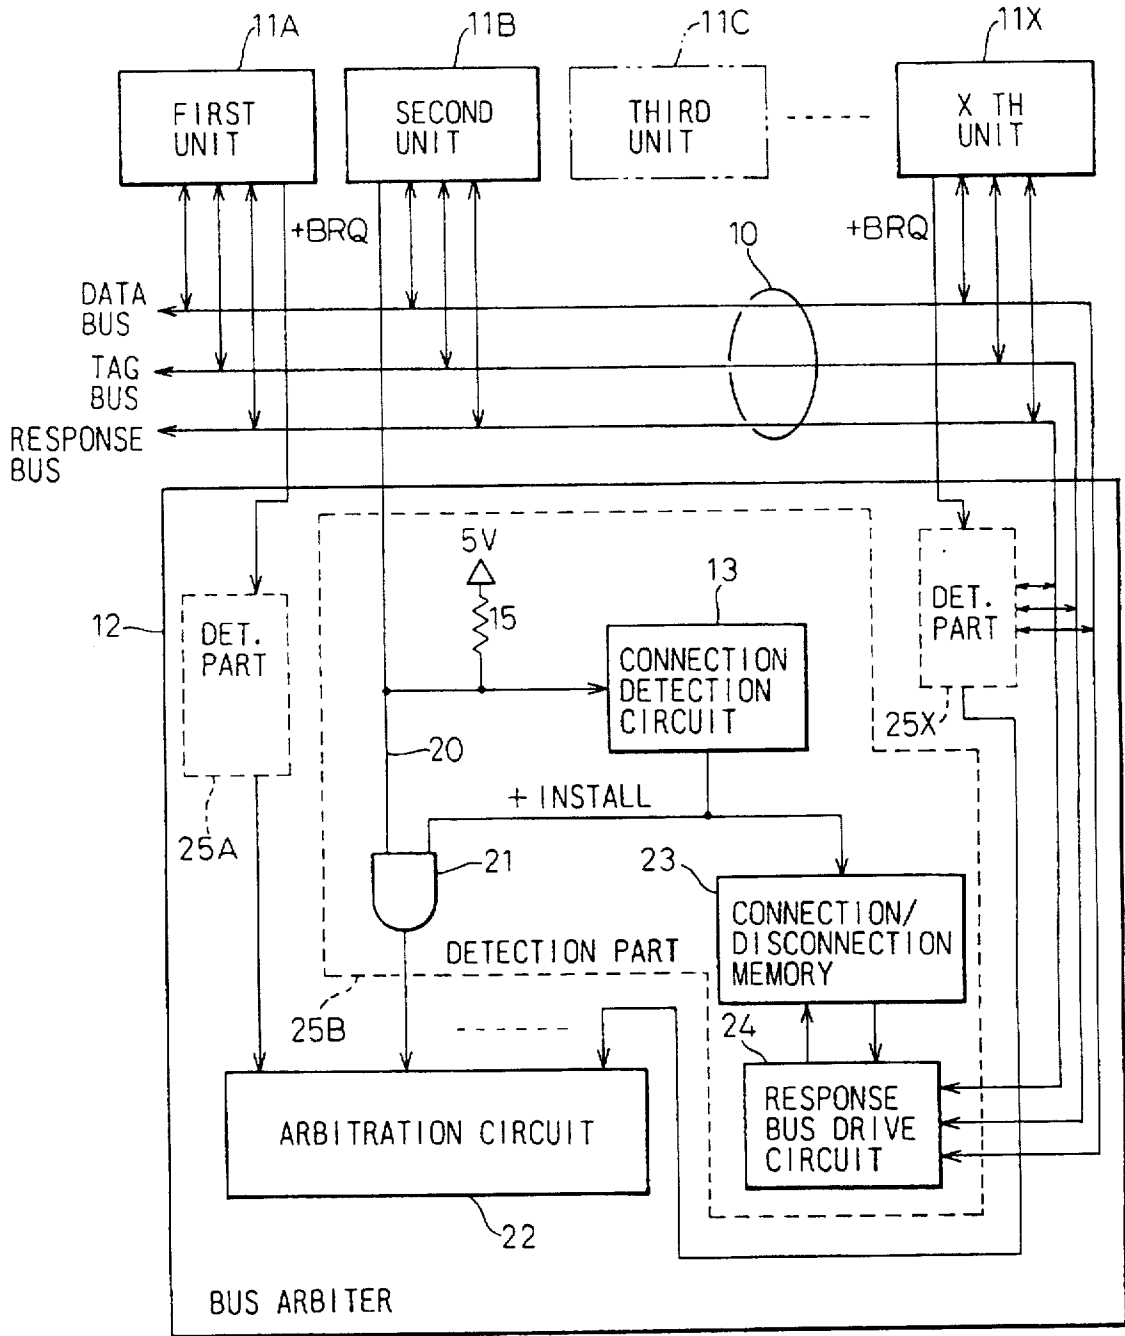 11A
11B
11C
11X
FIRST
UNIT
SECOND
UNIT
THIRD
UNIT
X TH
UNIT
+BRQ
+BRQ
10
DATA
BUS
TAG
BUS
RESPONSE
BUS
5V
15
13
12
DET.
PART
CONNECTION
DETECTION
CIRCUIT
DET.
PART
25X
20
+ INSTALL
25A
21
23
CONNECTION/
DISCONNECTION
MEMORY
DETECTION PART
25B
24
ARBITRATION CIRCUIT
RESPONSE
BUS DRIVE
CIRCUIT
22
BUS ARBITER